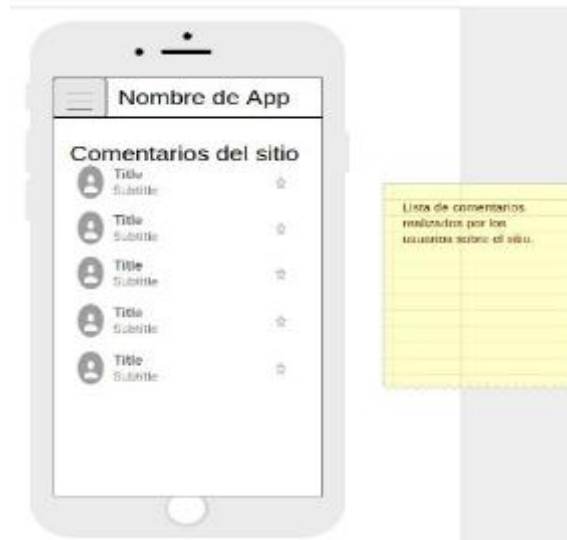 Nombre de App
Comentarios del sitio
Title
Subtitle
Title
Subtitle
Title
Subtitle
Title
Subtitle
Title
Subtitle
Lista de comentarios
realizados por los
usuarios sobre el sitio.